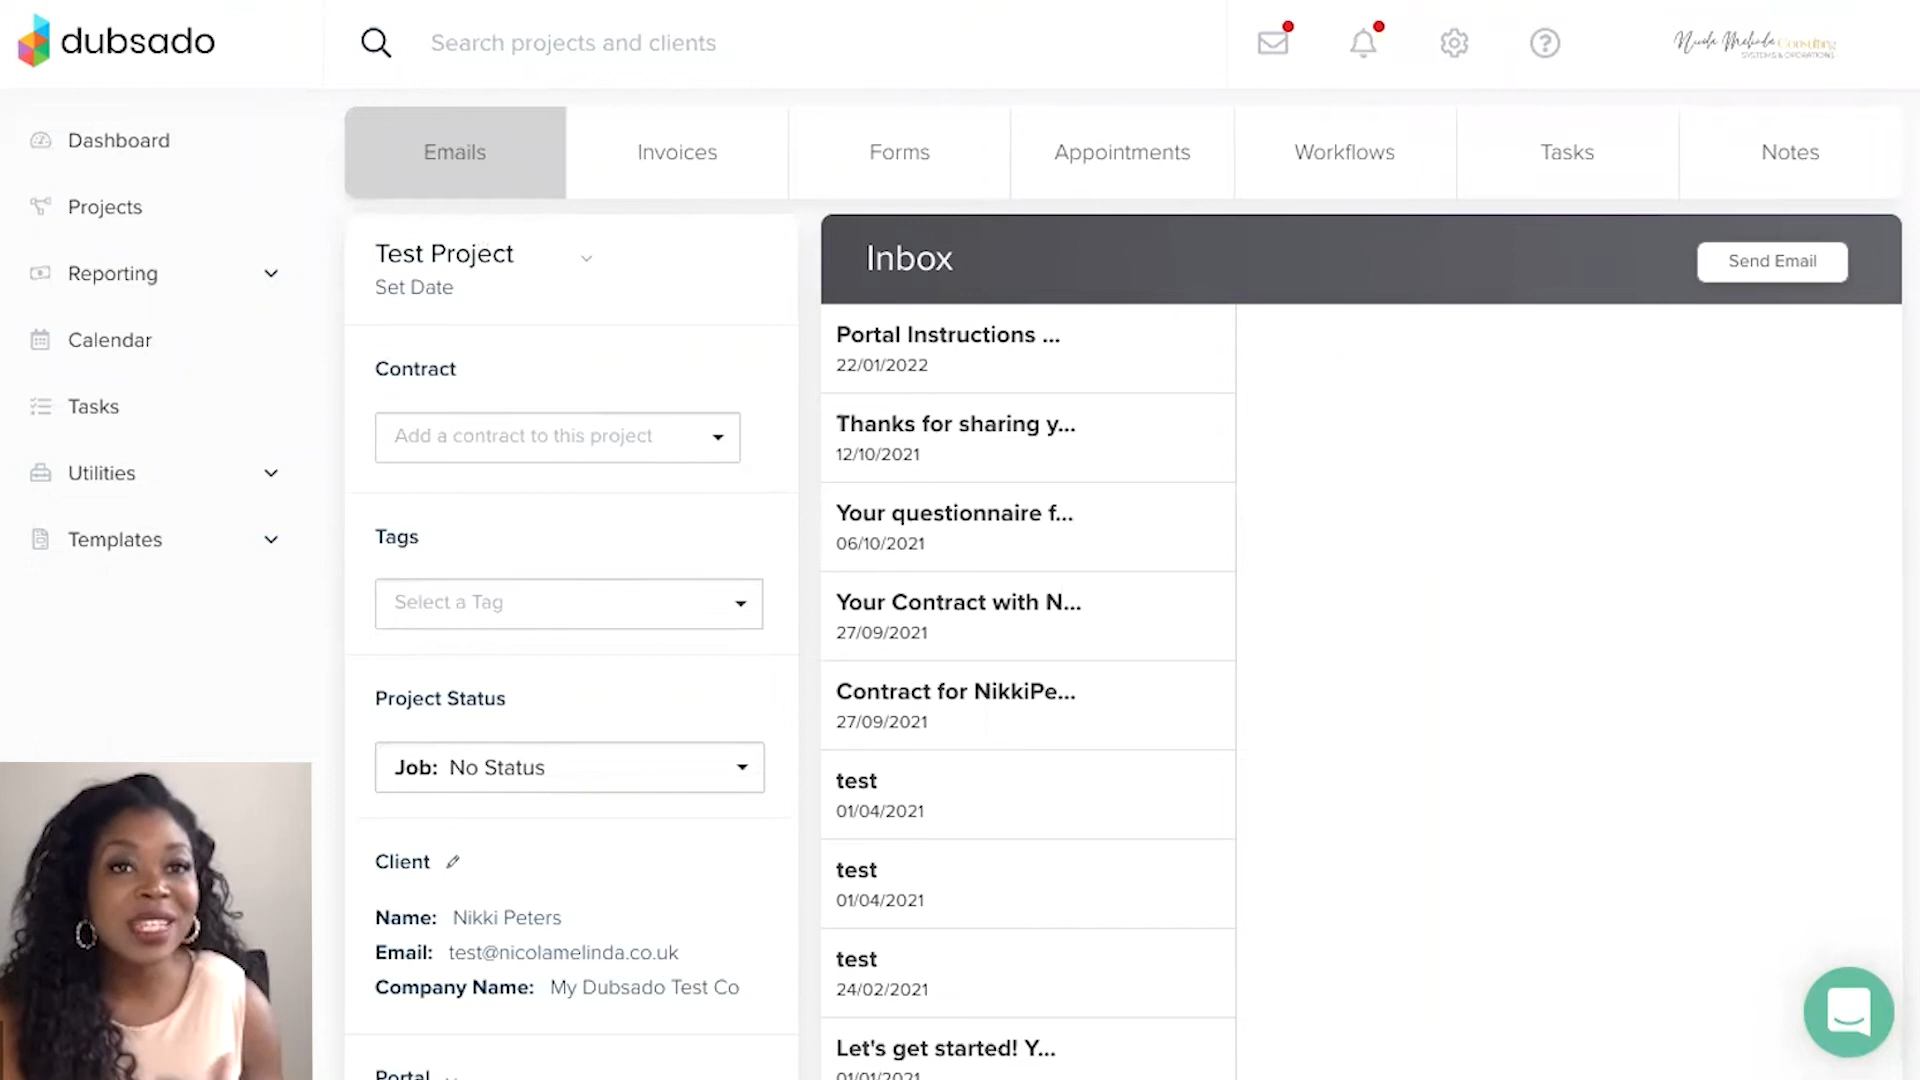 dubsado
Search projects and clients
Nicola Melinda Consulting
SYSTEMS & OPERATIONS
Dashboard
Projects
Reporting
Calendar
Tasks
Utilities
Templates
Emails
Invoices
Forms
Appointments
Workflows
Tasks
Notes
Test Project
Set Date
Contract
Add a contract to this project
Tags
Select a Tag
Project Status
Job: No Status
Client
Name: Nikki Peters
Email: test@nicolamelinda.co.uk
Company Name: My Dubsado Test Co
Portal
Inbox
Send Email
Portal Instructions ...
22/01/2022
Thanks for sharing y...
12/10/2021
Your questionnaire f...
06/10/2021
Your Contract with N...
27/09/2021
Contract for NikkiPe...
27/09/2021
test
01/04/2021
test
01/04/2021
test
24/02/2021
Let's get started! Y...
01/01/2021